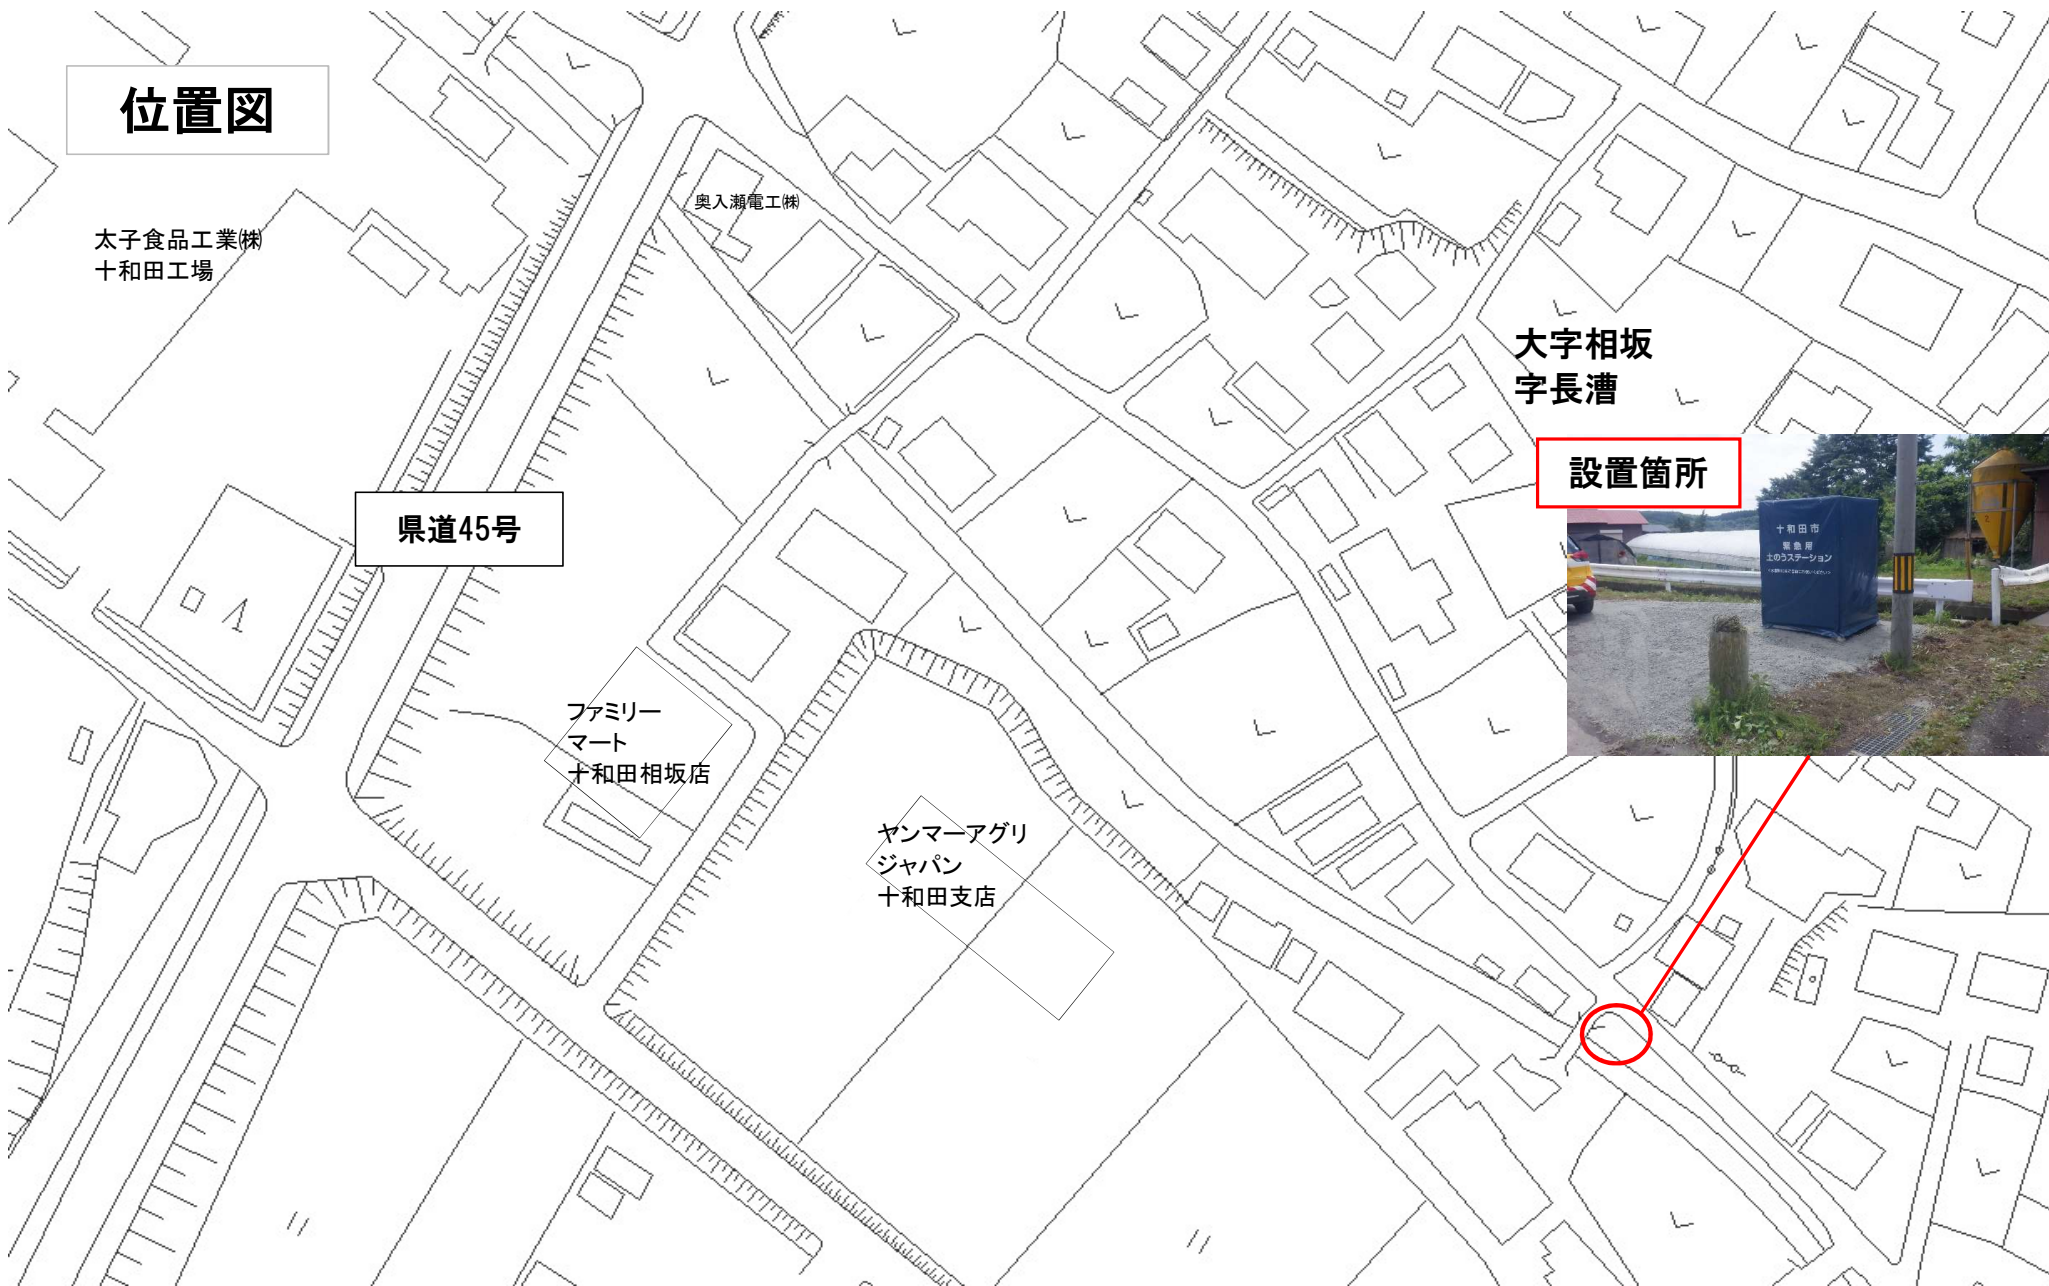 位置図
奥入瀬電工㈱
太子食品工業㈱
十和田工場
大字相坂
字長漕
設置箇所
県道45号
十和田市
緊急用
土のうステーション
ファミリー
マート
十和田相坂店
ヤンマーアグリ
ジャパン
十和田支店